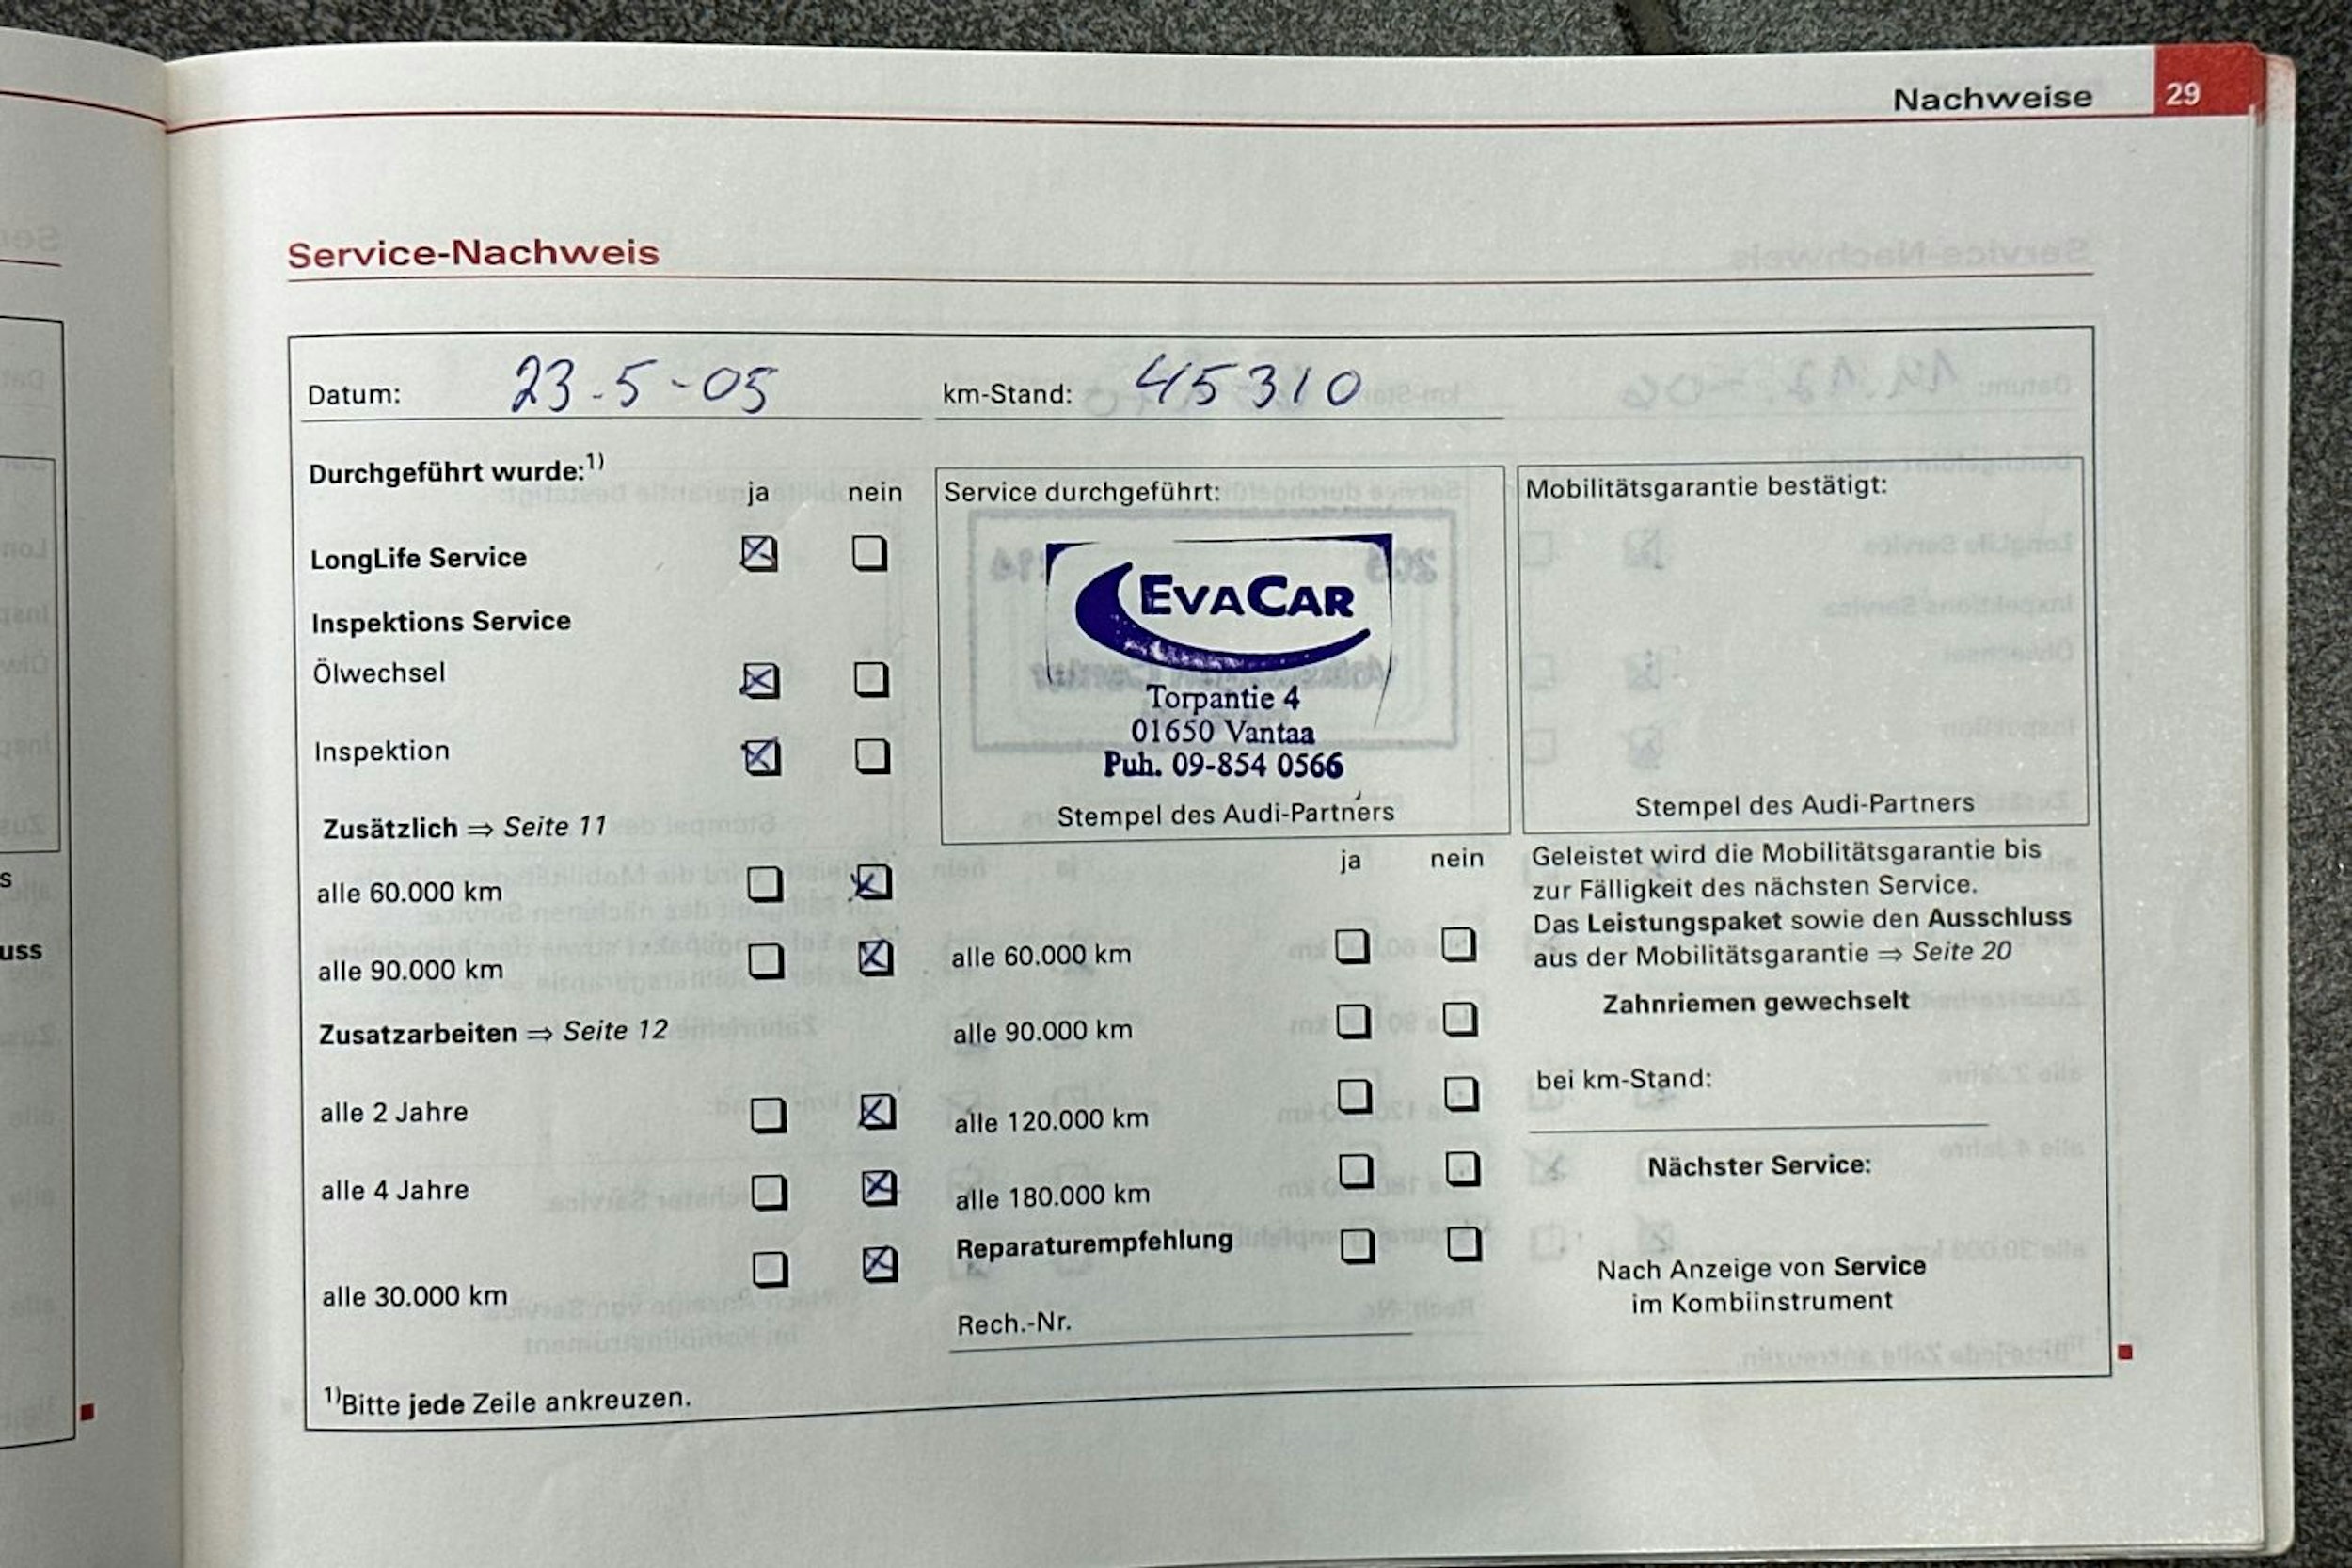 Nachweise 29
Service-Nachweis
Datum: 23-5-05 km-Stand: 45310
Durchgeführt wurde:1)
ja nein
LongLife Service
Inspektions Service
Ölwechsel
Inspektion
Zusätzlich ⇒ Seite 11
alle 60.000 km
alle 90.000 km
Zusatzarbeiten ⇒ Seite 12
alle 2 Jahre
alle 4 Jahre
alle 30.000 km
1)Bitte jede Zeile ankreuzen.
Service durchgeführt:
EVACAR
Torpantie 4
01650 Vantaa
Puh. 09-854 0566
Stempel des Audi-Partners
ja nein
alle 60.000 km
alle 90.000 km
alle 120.000 km
alle 180.000 km
Reparaturempfehlung
Rech.-Nr.
Mobilitätsgarantie bestätigt:
Stempel des Audi-Partners
Geleistet wird die Mobilitätsgarantie bis
zur Fälligkeit des nächsten Service.
Das Leistungspaket sowie den Ausschluss
aus der Mobilitätsgarantie ⇒ Seite 20
Zahnriemen gewechselt
bei km-Stand:
Nächster Service:
Nach Anzeige von Service
im Kombiinstrument